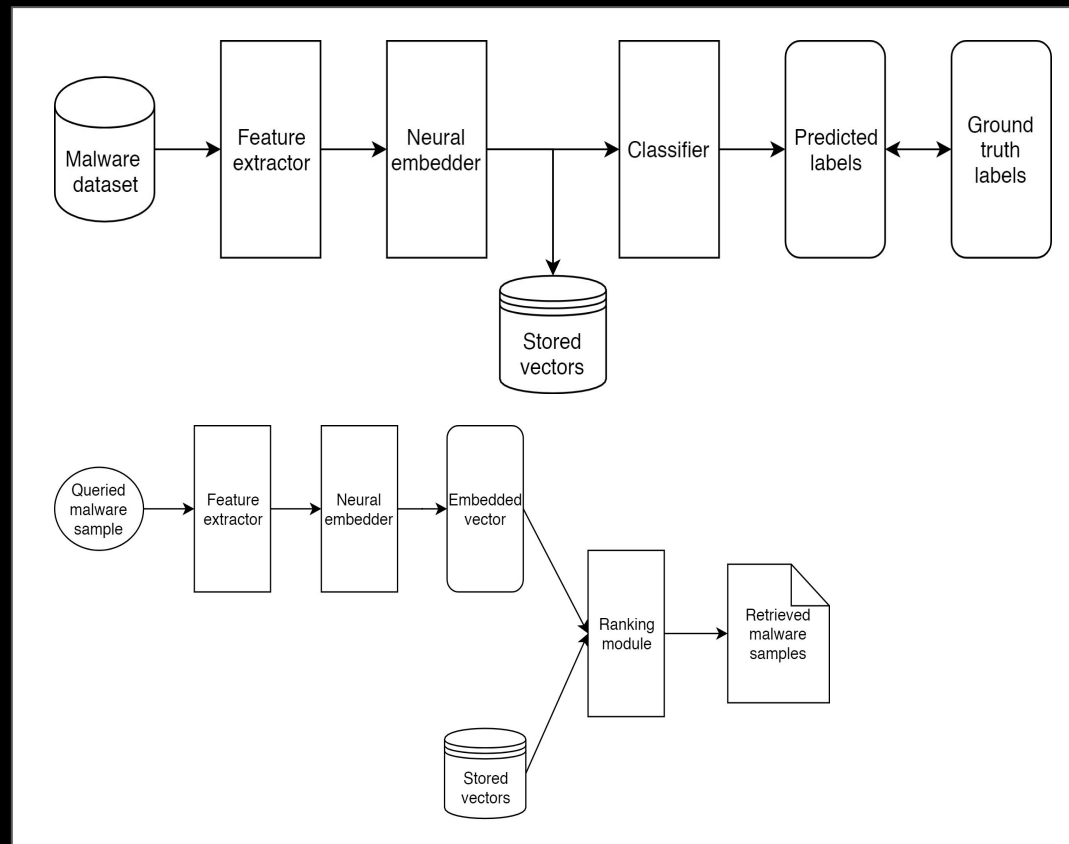 Malware
dataset
Feature
extractor
Neural
embedder
Classifier
Predicted
labels
Ground
truth
labels
Stored
vectors
Queried
malware
sample
Feature
extractor
Neural
embedder
Embedded
vector
Ranking
module
Retrieved
malware
samples
Stored
vectors